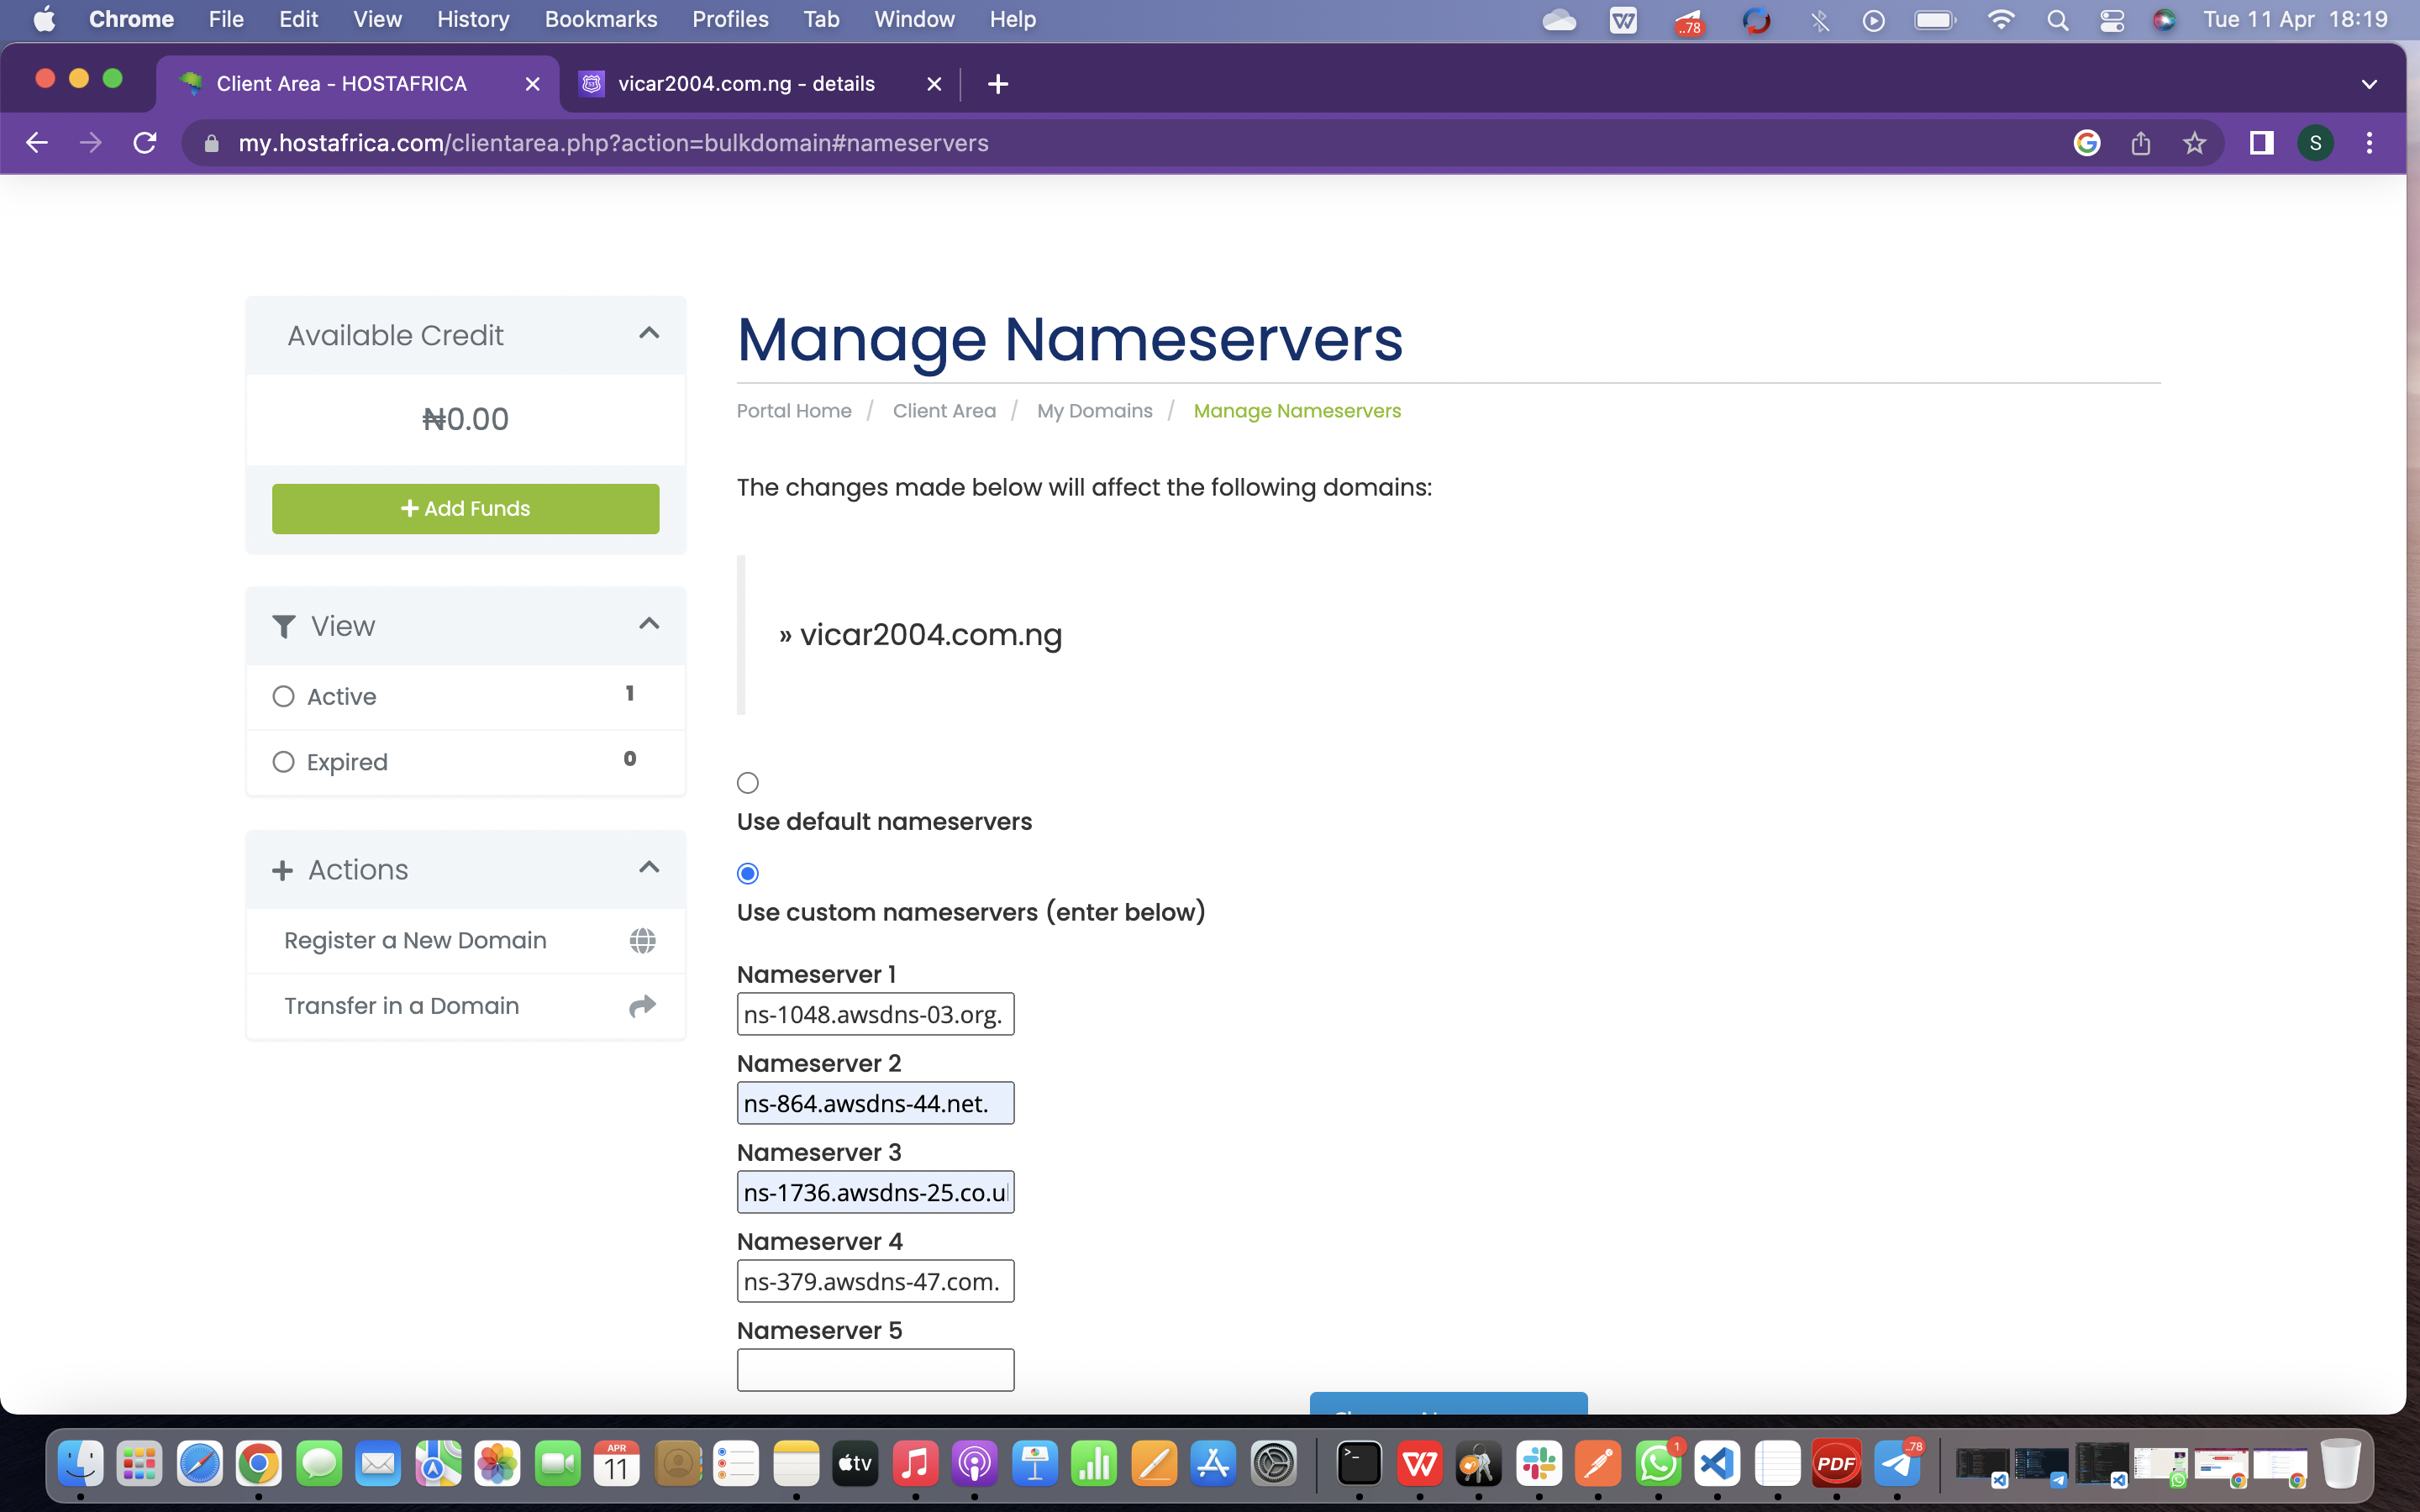 Chrome File Edit View History Bookmarks Profiles Tab Window Help
..78
Tue 11 Apr 18:19
Client Area - HOSTAFRICA
vicar2004.com.ng - details
my.hostafrica.com/clientarea.php?action=bulkdomain#nameservers
S
Available Credit
₦0.00
+ Add Funds
View
Active 1
Expired 0
+ Actions
Register a New Domain
Transfer in a Domain
Manage Nameservers
Portal Home / Client Area / My Domains / Manage Nameservers
The changes made below will affect the following domains:
» vicar2004.com.ng
Use default nameservers
Use custom nameservers (enter below)
Nameserver 1
ns-1048.awsdns-03.org.
Nameserver 2
ns-864.awsdns-44.net.
Nameserver 3
ns-1736.awsdns-25.co.u
Nameserver 4
ns-379.awsdns-47.com.
Nameserver 5
APR
11
tv
1
PDF
..78